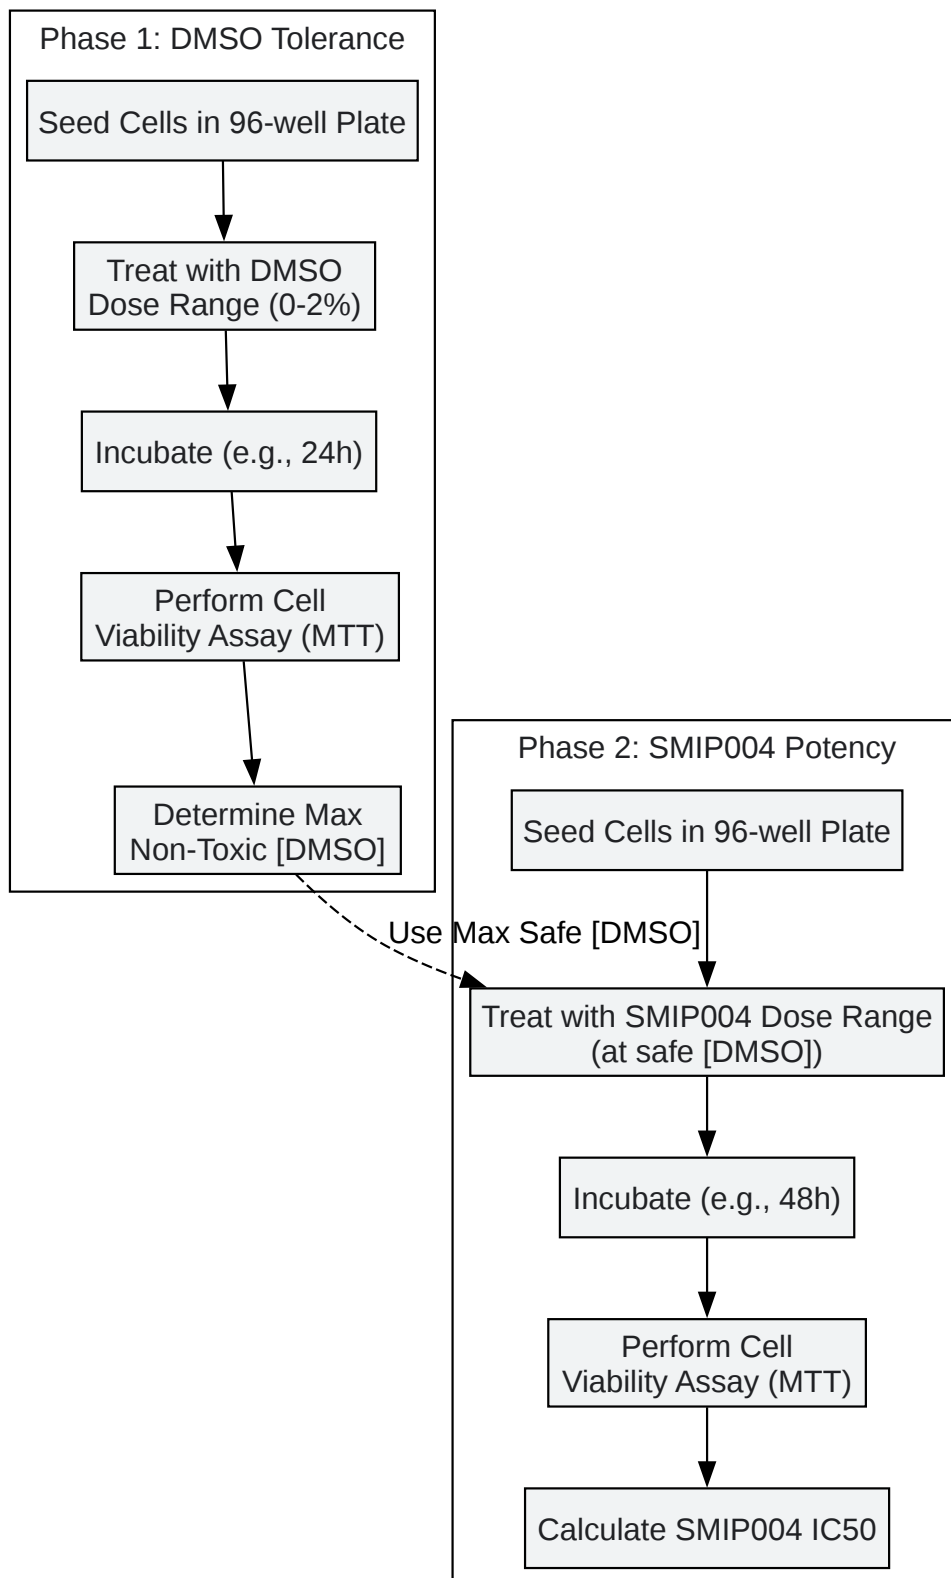 Phase 1: DMSO Tolerance
Seed Cells in 96-well Plate
Treat with DMSO
Dose Range (0-2%)
Incubate (e.g., 24h)
Perform Cell
Viability Assay (MTT)
Determine Max
Non-Toxic [DMSO]
Use Max Safe [DMSO]
Phase 2: SMIP004 Potency
Seed Cells in 96-well Plate
Treat with SMIP004 Dose Range
(at safe [DMSO])
Incubate (e.g., 48h)
Perform Cell
Viability Assay (MTT)
Calculate SMIP004 IC50